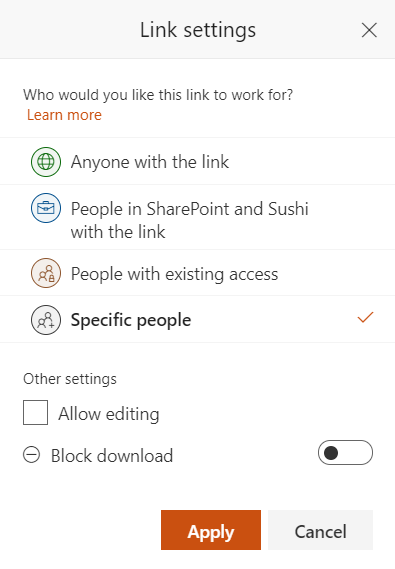 Link settings
Who would you like this link to work for?
Learn more
Anyone with the link
People in SharePoint and Sushi
with the link
People with existing access
Specific people
Other settings
Allow editing
Block download
Apply
Cancel